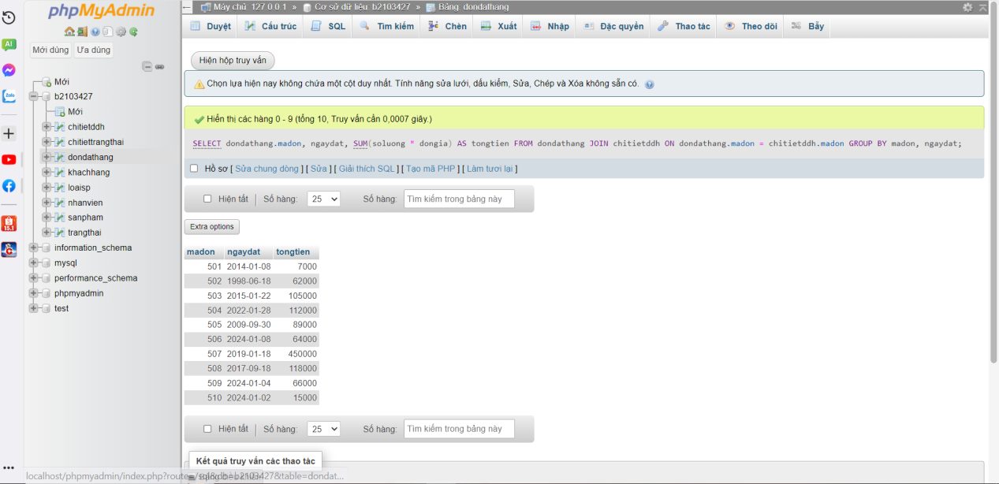 phpMyAdmin
Mới dùng Ưa dùng
Mới
b2103427
Mới
chitietddh
chitiettrangthai
dondathang
khachhang
loaisp
nhanvien
sanpham
trangthai
information_schema
mysql
performance_schema
phpmyadmin
test
AI
Zalo
15.1
Máy chủ: 127.0.0.1 » Cơ sở dữ liệu: b2103427 » Bảng: dondathang
Duyệt Cấu trúc SQL Tìm kiếm Chèn Xuất Nhập Đặc quyền Thao tác Theo dõi Bẫy
Hiện hộp truy vấn
Chọn lựa hiện nay không chứa một cột duy nhất. Tính năng sửa lưới, dấu kiểm, Sửa, Chép và Xóa không sẵn có.
Hiển thị các hàng 0 - 9 (tổng 10, Truy vấn cần 0,0007 giây.)
SELECT dondathang.madon, ngaydat, SUM(soluong * dongia) AS tongtien FROM dondathang JOIN chitietddh ON dondathang.madon = chitietddh.madon GROUP BY madon, ngaydat;
Hồ sơ [ Sửa chung dòng ] [ Sửa ] [ Giải thích SQL ] [ Tạo mã PHP ] [ Làm tươi lại ]
Hiện tất Số hàng: 25 Số hàng: Tìm kiếm trong bảng này
Extra options
madon ngaydat tongtien
501 2014-01-08 7000
502 1998-06-18 62000
503 2015-01-22 105000
504 2022-01-28 112000
505 2009-09-30 89000
506 2024-01-08 64000
507 2019-01-18 450000
508 2017-09-18 118000
509 2024-01-04 66000
510 2024-01-02 15000
Hiện tất Số hàng: 25 Số hàng: Tìm kiếm trong bảng này
Kết quả truy vấn các thao tác
localhost/phpmyadmin/index.php?route=/sql&db=b2103427&table=dondat...